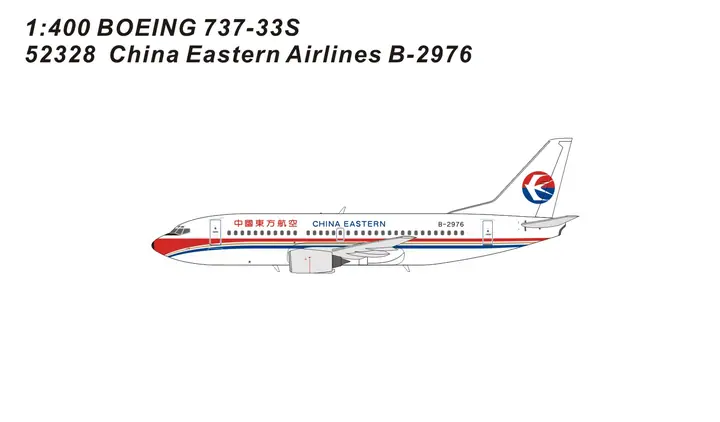 1:400 BOEING 737-33S
52328 China Eastern Airlines B-2976
中國東方航空 CHINA EASTERN B-2976